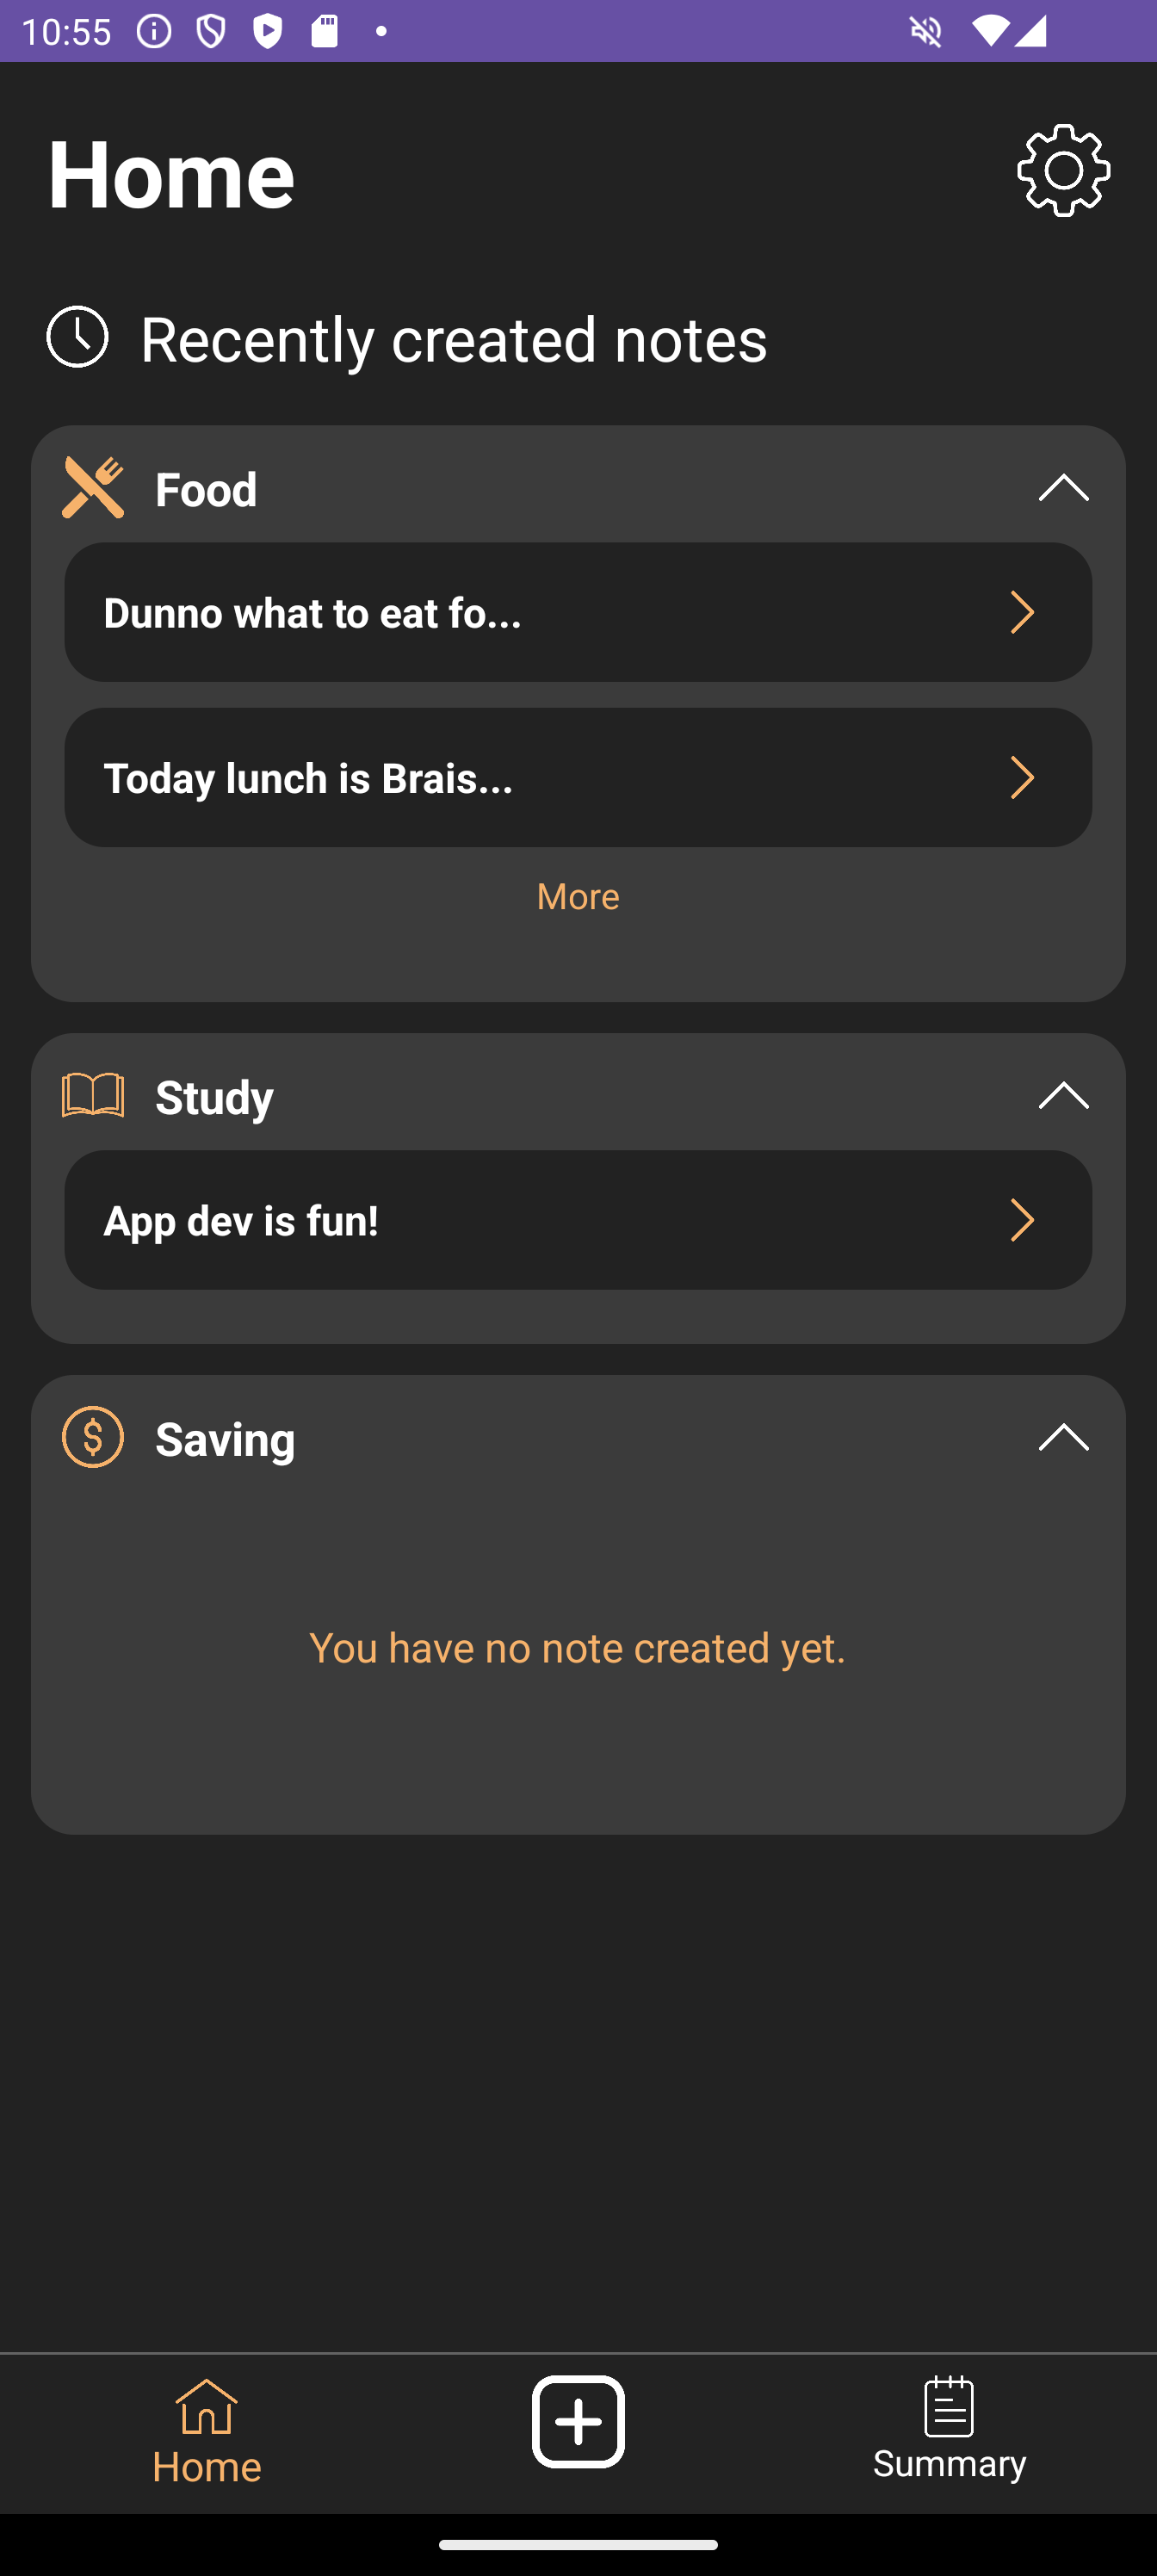 10:55
Home
Recently created notes
Food
Dunno what to eat fo...
Today lunch is Brais...
More
Study
App dev is fun!
$ Saving
You have no note created yet.
Home
Summary